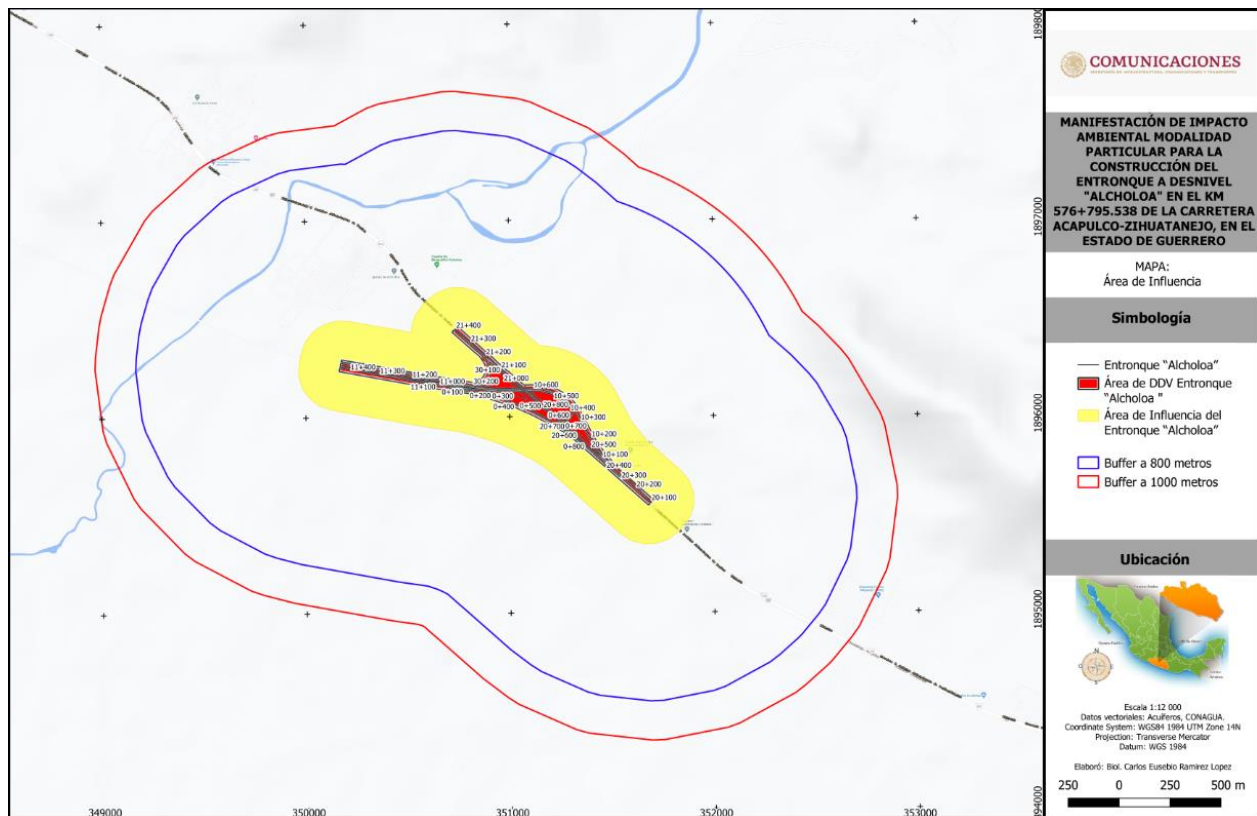 COMUNICACIONES
SECRETARÍA DE INFRAESTRUCTURA, COMUNICACIONES Y TRANSPORTES
MANIFESTACIÓN DE IMPACTO
AMBIENTAL MODALIDAD
PARTICULAR PARA LA
CONSTRUCCIÓN DEL
ENTRONQUE A DESNIVEL
"ALCHOLOA" EN EL KM
576+795.538 DE LA CARRETERA
ACAPULCO-ZIHUATANEJO, EN EL
ESTADO DE GUERRERO
MAPA:
Área de Influencia
Simbología
Entronque "Alcholoa"
Área de DDV Entronque
"Alcholoa "
Área de Influencia del
Entronque "Alcholoa"
Buffer a 800 metros
Buffer a 1000 metros
Ubicación
N
Escala 1:12 000
Datos vectoriales: Acuíferos, CONAGUA.
Coordinate System: WGS84 1984 UTM Zone 14N
Projection: Transverse Mercator
Datum: WGS 1984
Elaboró: Biol. Carlos Eusebio Ramirez Lopez
250 0 250 500 m
1898000
1897000
1896000
1895000
1894000
349000 350000 351000 352000 353000
21+400
21+300
21+200
21+100
30+100
21+000
30+200
11+400
11+300
11+200
11+100
11+000
0+100
0+200
0+300
0+400
0+500
10+600
10+500
20+800
10+400
0+600
10+300
20+700
0+700
10+200
20+600
20+500
0+800
10+100
20+400
20+300
20+200
20+100